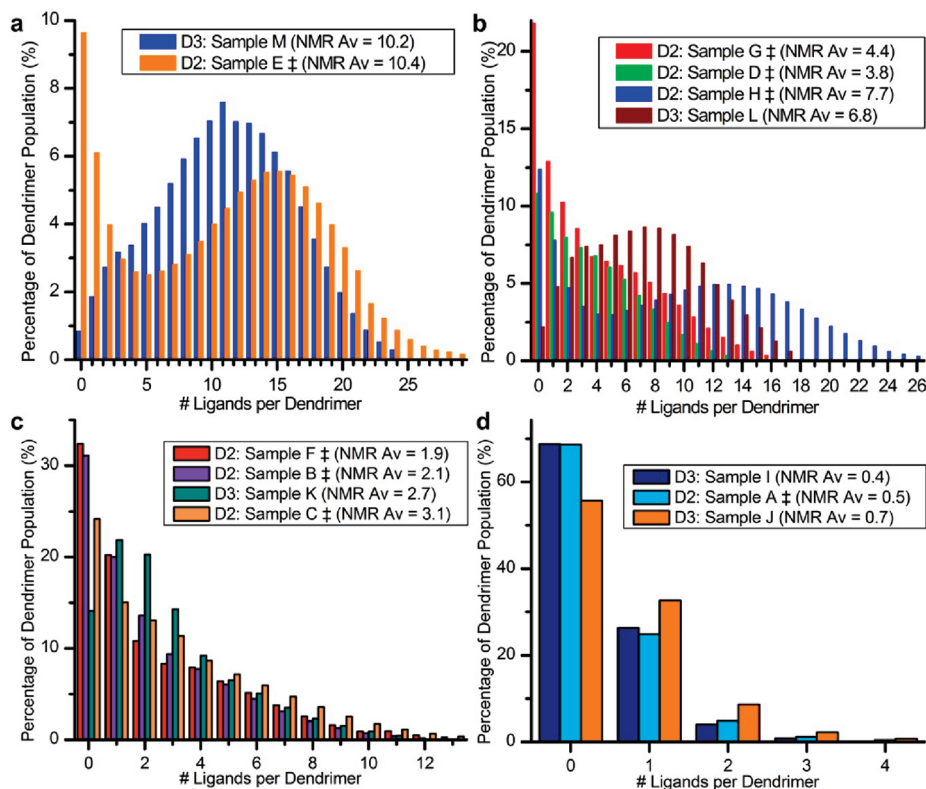 a
D3: Sample M (NMR Av = 10.2)
D2: Sample E ‡ (NMR Av = 10.4)
Percentage of Dendrimer Population (%)
10
8
6
4
2
0
0 5 10 15 20 25
# Ligands per Dendrimer
b
D2: Sample G ‡ (NMR Av = 4.4)
D2: Sample D ‡ (NMR Av = 3.8)
D2: Sample H ‡ (NMR Av = 7.7)
D3: Sample L (NMR Av = 6.8)
Percentage of Dendrimer Population (%)
20
15
10
5
0
0 2 4 6 8 10 12 14 16 18 20 22 24 26
# Ligands per Dendrimer
c
D2: Sample F ‡ (NMR Av = 1.9)
D2: Sample B ‡ (NMR Av = 2.1)
D3: Sample K (NMR Av = 2.7)
D2: Sample C ‡ (NMR Av = 3.1)
Percentage of Dendrimer Population (%)
30
20
10
0
0 2 4 6 8 10 12
# Ligands per Dendrimer
d
D3: Sample I (NMR Av = 0.4)
D2: Sample A ‡ (NMR Av = 0.5)
D3: Sample J (NMR Av = 0.7)
Percentage of Dendrimer Population (%)
60
40
20
0
0 1 2 3 4
# Ligands per Dendrimer